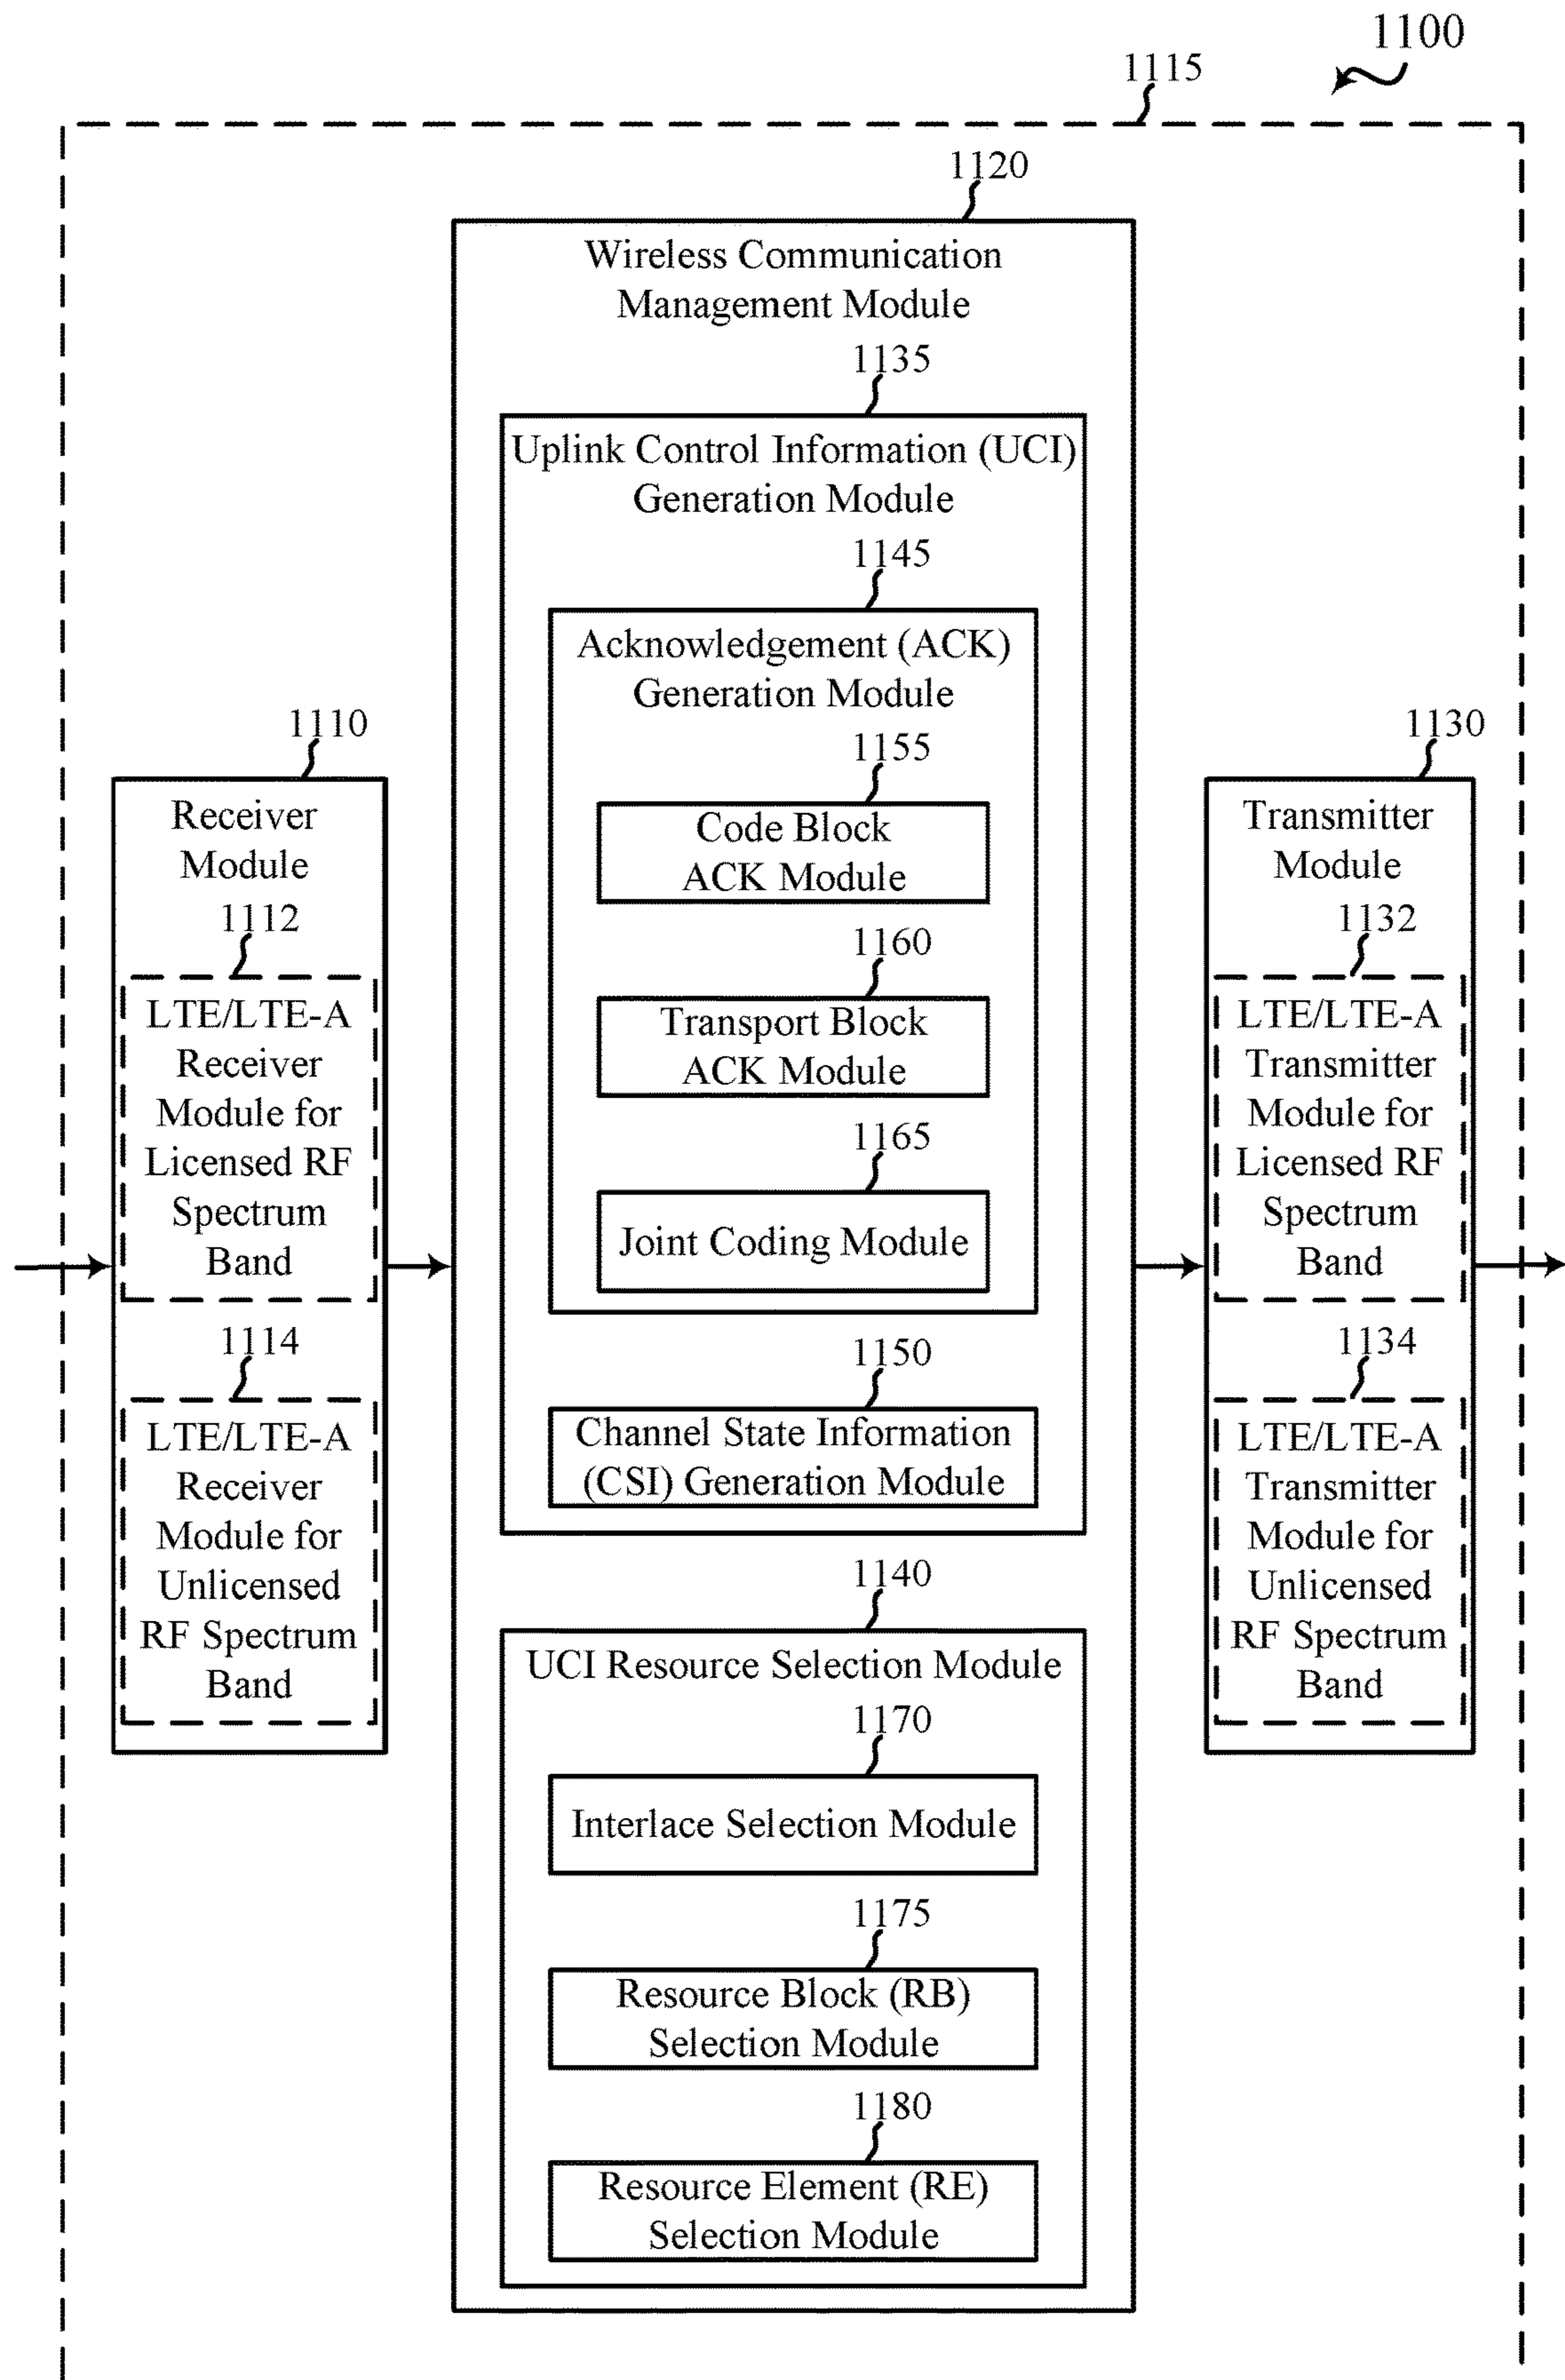 1100
1115
1120
Wireless Communication
Management Module
1135
Uplink Control Information (UCI)
Generation Module
1145
Acknowledgement (ACK)
Generation Module
1155
Code Block
ACK Module
1160
Transport Block
ACK Module
1165
Joint Coding Module
1150
Channel State Information
(CSI) Generation Module
1140
UCI Resource Selection Module
1170
Interlace Selection Module
1175
Resource Block (RB)
Selection Module
1180
Resource Element (RE)
Selection Module
1110
Receiver
Module
1112
LTE/LTE-A
Receiver
Module for
Licensed RF
Spectrum
Band
1114
LTE/LTE-A
Receiver
Module for
Unlicensed
RF Spectrum
Band
1130
Transmitter
Module
1132
LTE/LTE-A
Transmitter
Module for
Licensed RF
Spectrum
Band
1134
LTE/LTE-A
Transmitter
Module for
Unlicensed
RF Spectrum
Band